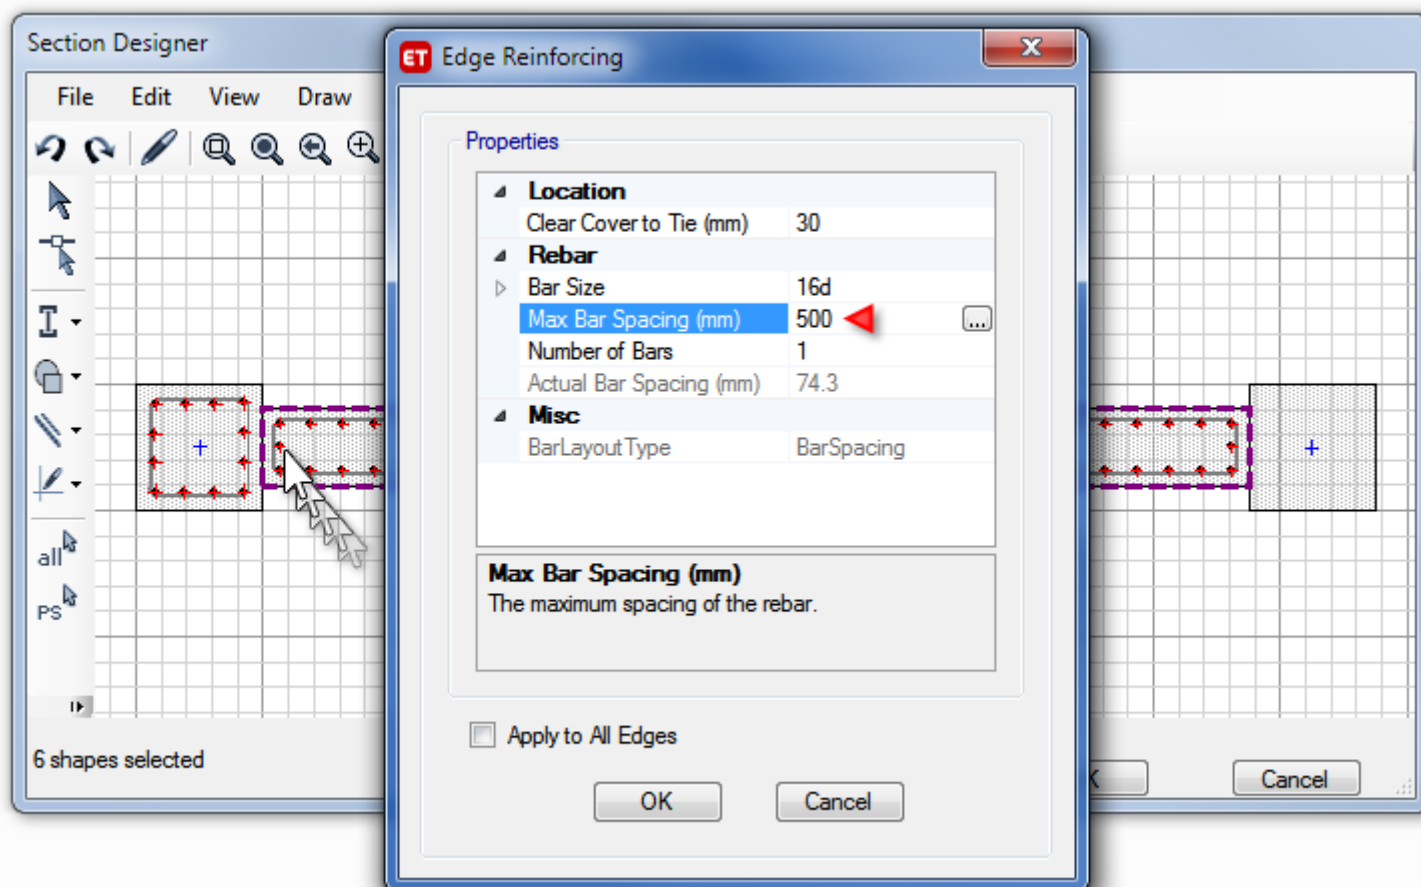 Section Designer
File Edit View Draw
all
PS
6 shapes selected
K
Cancel
ET Edge Reinforcing
Properties
Location
Clear Cover to Tie (mm) 30
Rebar
Bar Size 16d
Max Bar Spacing (mm) 500 ...
Number of Bars 1
Actual Bar Spacing (mm) 74.3
Misc
BarLayoutType BarSpacing
Max Bar Spacing (mm)
The maximum spacing of the rebar.
Apply to All Edges
OK Cancel